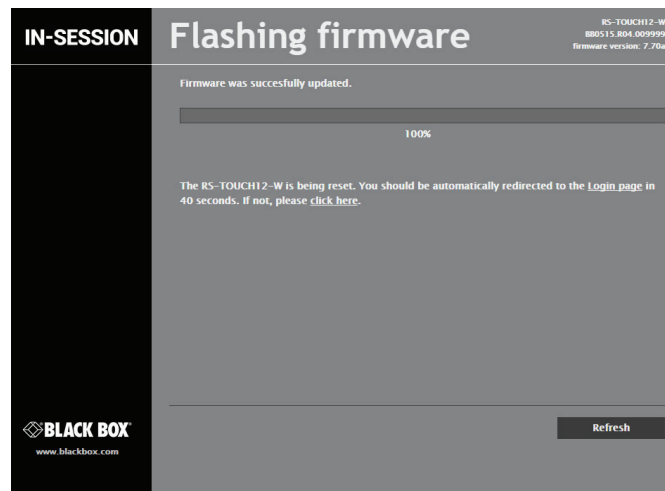 IN-SESSION
Flashing firmware
RS-TOUCH12-W
880515.R04.009999
firmware version: 7.70a
Firmware was succesfully updated.
100%
The RS-TOUCH12-W is being reset. You should be automatically redirected to the Login page in
40 seconds. If not, please click here.
BLACK BOX
www.blackbox.com
Refresh